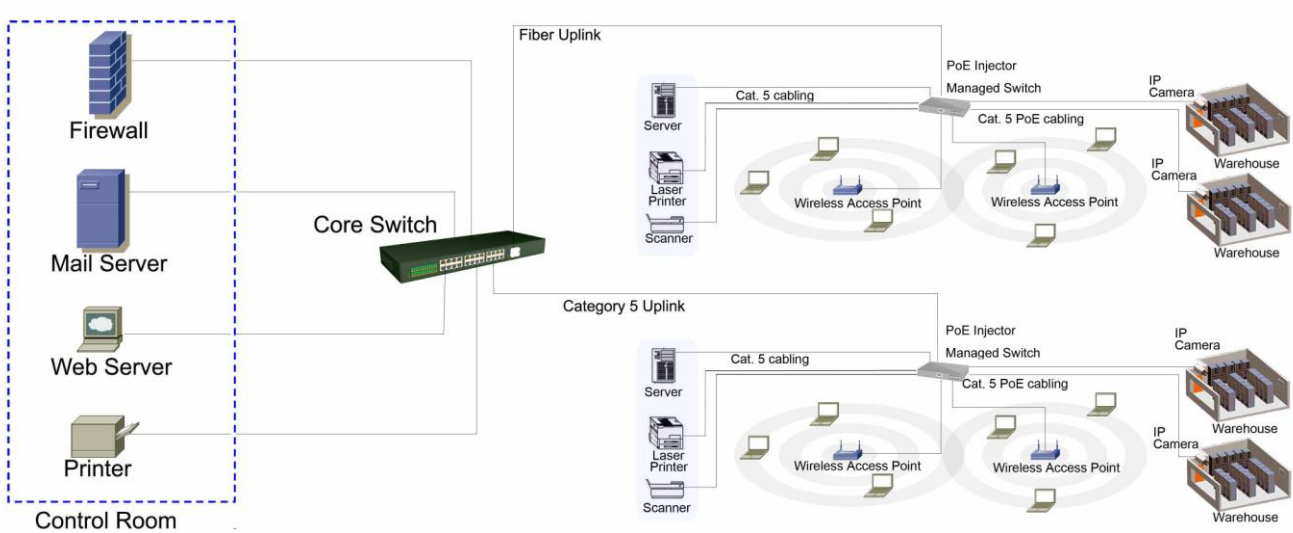 Firewall
Mail Server
Web Server
Printer
Control Room
Core Switch
Fiber Uplink
Category 5 Uplink
PoE Injector
Managed Switch
Cat. 5 cabling
Cat. 5 PoE cabling
Server
Laser
Printer
Scanner
Wireless Access Point
Wireless Access Point
IP
Camera
Warehouse
IP
Camera
Warehouse
PoE Injector
Managed Switch
Cat. 5 cabling
Cat. 5 PoE cabling
Server
Laser
Printer
Scanner
Wireless Access Point
Wireless Access Point
IP
Camera
Warehouse
IP
Camera
Warehouse